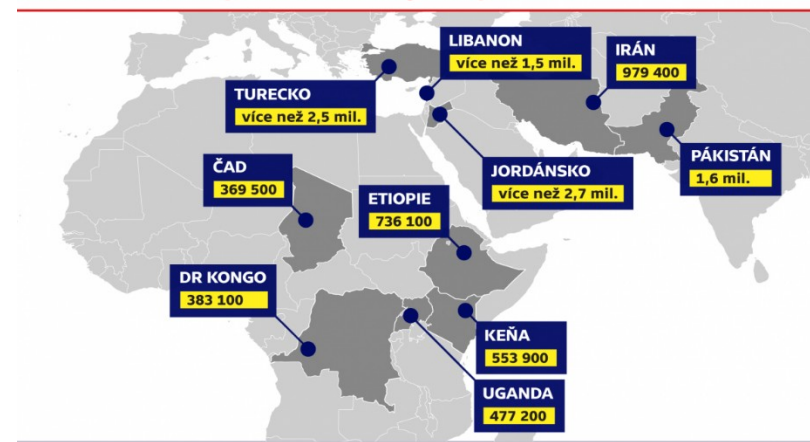 LIBANON
více než 1,5 mil.
IRÁN
979 400
TURECKO
více než 2,5 mil.
ČAD
369 500
ETIOPIE
736 100
JORDÁNSKO
více než 2,7 mil.
PÁKISTÁN
1,6 mil.
DR KONGO
383 100
KEŇA
553 900
UGANDA
477 200